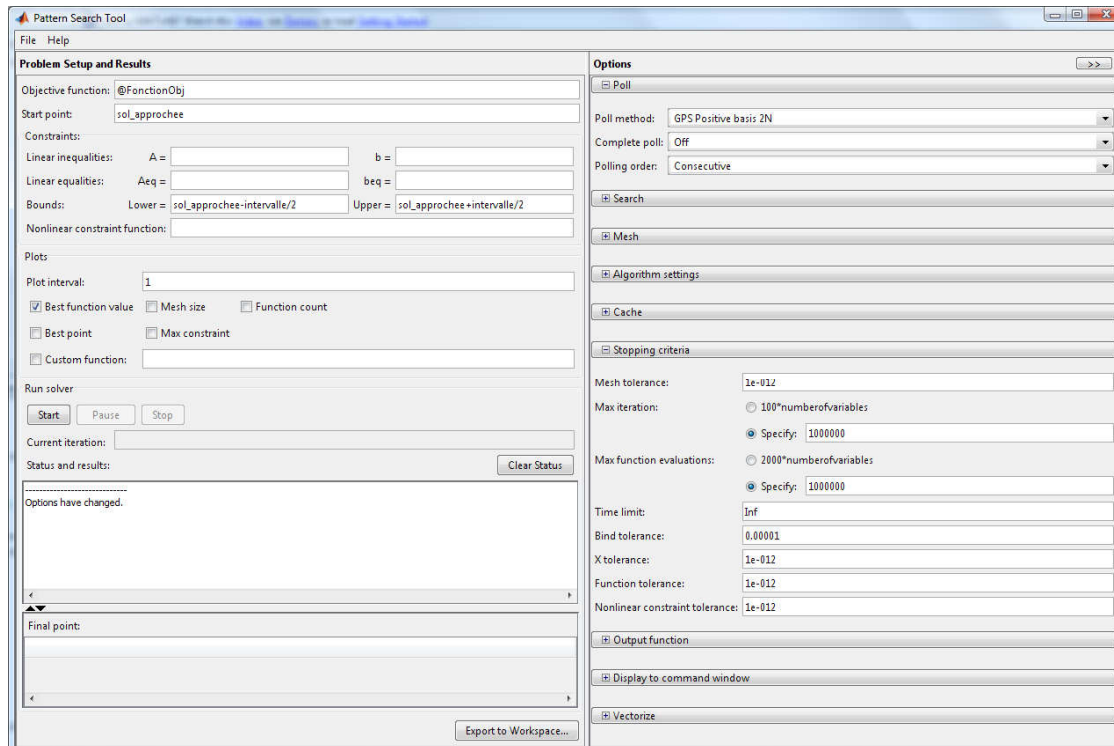 Pattern Search Tool
File Help
Problem Setup and Results
Objective function: @FonctionObj
Start point: sol_approchee
Constraints:
Linear inequalities: A = b =
Linear equalities: Aeq = beq =
Bounds: Lower = sol_approchee-intervalle/2 Upper = sol_approchee+intervalle/2
Nonlinear constraint function:
Plots
Plot interval: 1
Best function value Mesh size Function count
Best point Max constraint
Custom function:
Run solver
Start Pause Stop
Current iteration:
Status and results: Clear Status
----------------------------
Options have changed.
Final point:
Export to Workspace...
Options >>
Poll
Poll method: GPS Positive basis 2N
Complete poll: Off
Polling order: Consecutive
Search
Mesh
Algorithm settings
Cache
Stopping criteria
Mesh tolerance: 1e-012
Max iteration: 100*numberofvariables
Specify: 1000000
Max function evaluations: 2000*numberofvariables
Specify: 1000000
Time limit: Inf
Bind tolerance: 0.00001
X tolerance: 1e-012
Function tolerance: 1e-012
Nonlinear constraint tolerance: 1e-012
Output function
Display to command window
Vectorize